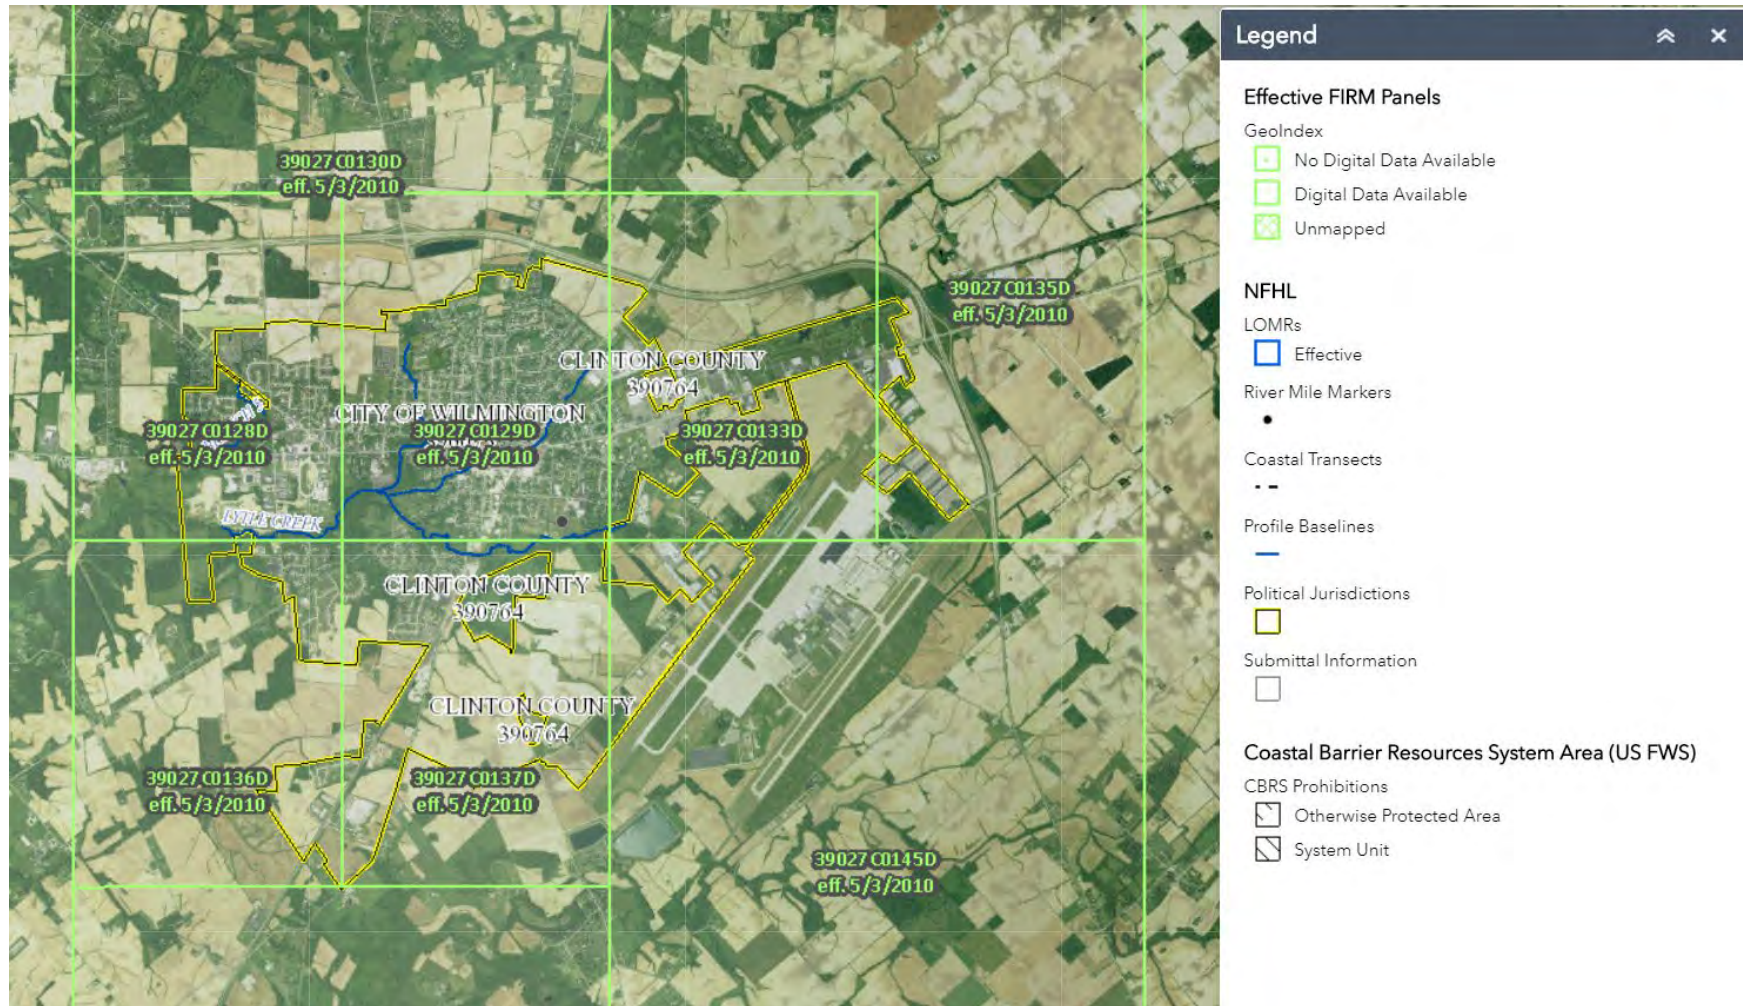 39027C0130D
eff. 5/3/2010
39027C0135D
eff. 5/3/2010
CLINTON COUNTY
390764
CITY OF WILMINGTON
39027C0128D
eff. 5/3/2010
39027C0129D
eff. 5/3/2010
39027C0133D
eff. 5/3/2010
LYTLE CREEK
CLINTON COUNTY
390764
CLINTON COUNTY
390764
39027C0136D
eff. 5/3/2010
39027C0137D
eff. 5/3/2010
39027C0145D
eff. 5/3/2010
Legend
Effective FIRM Panels
GeoIndex
No Digital Data Available
Digital Data Available
Unmapped
NFHL
LOMRs
Effective
River Mile Markers
Coastal Transects
Profile Baselines
Political Jurisdictions
Submittal Information
Coastal Barrier Resources System Area (US FWS)
CBRS Prohibitions
Otherwise Protected Area
System Unit